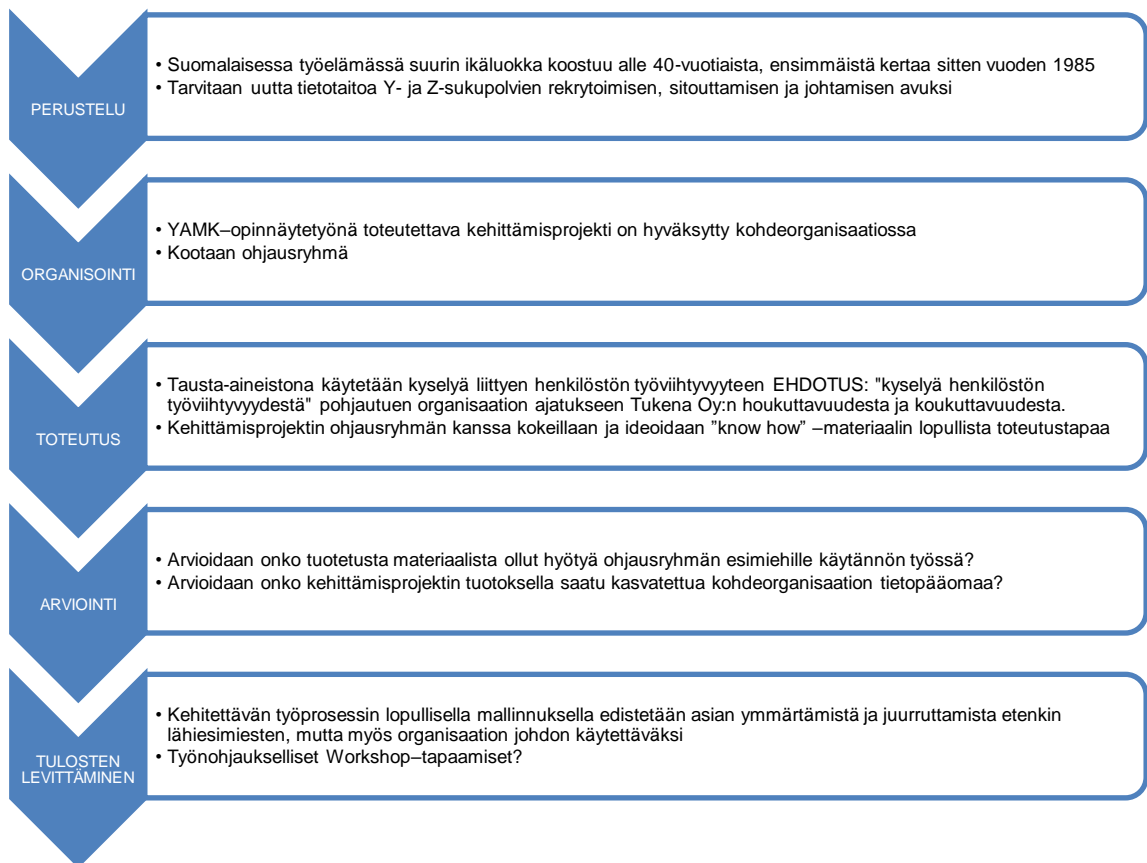 PERUSTELU
• Suomalaisessa työelämässä suurin ikäluokka koostuu alle 40-vuotiaista, ensimmäistä kertaa sitten vuoden 1985
• Tarvitaan uutta tietotaitoa Y- ja Z-sukupolvien rekrytoimisen, sitouttamisen ja johtamisen avuksi
ORGANISOINTI
• YAMK–opinnäytetyönä toteutettava kehittämisprojekti on hyväksytty kohdeorganisaatiossa
• Kootaan ohjausryhmä
TOTEUTUS
• Tausta-aineistona käytetään kyselyä liittyen henkilöstön työviihtyvyyteen EHDOTUS: "kyselyä henkilöstön
työviihtyvyydestä" pohjautuen organisaation ajatukseen Tukena Oy:n houkuttavuudesta ja koukuttavuudesta.
• Kehittämisprojektin ohjausryhmän kanssa kokeillaan ja ideoidaan ”know how” –materiaalin lopullista toteutustapaa
ARVIOINTI
• Arvioidaan onko tuotetusta materiaalista ollut hyötyä ohjausryhmän esimiehille käytännön työssä?
• Arvioidaan onko kehittämisprojektin tuotoksella saatu kasvatettua kohdeorganisaation tietopääomaa?
TULOSTEN
LEVITTÄMINEN
• Kehitettävän työprosessin lopullisella mallinnuksella edistetään asian ymmärtämistä ja juurruttamista etenkin
lähiesimiesten, mutta myös organisaation johdon käytettäväksi
• Työnohjaukselliset Workshop–tapaamiset?